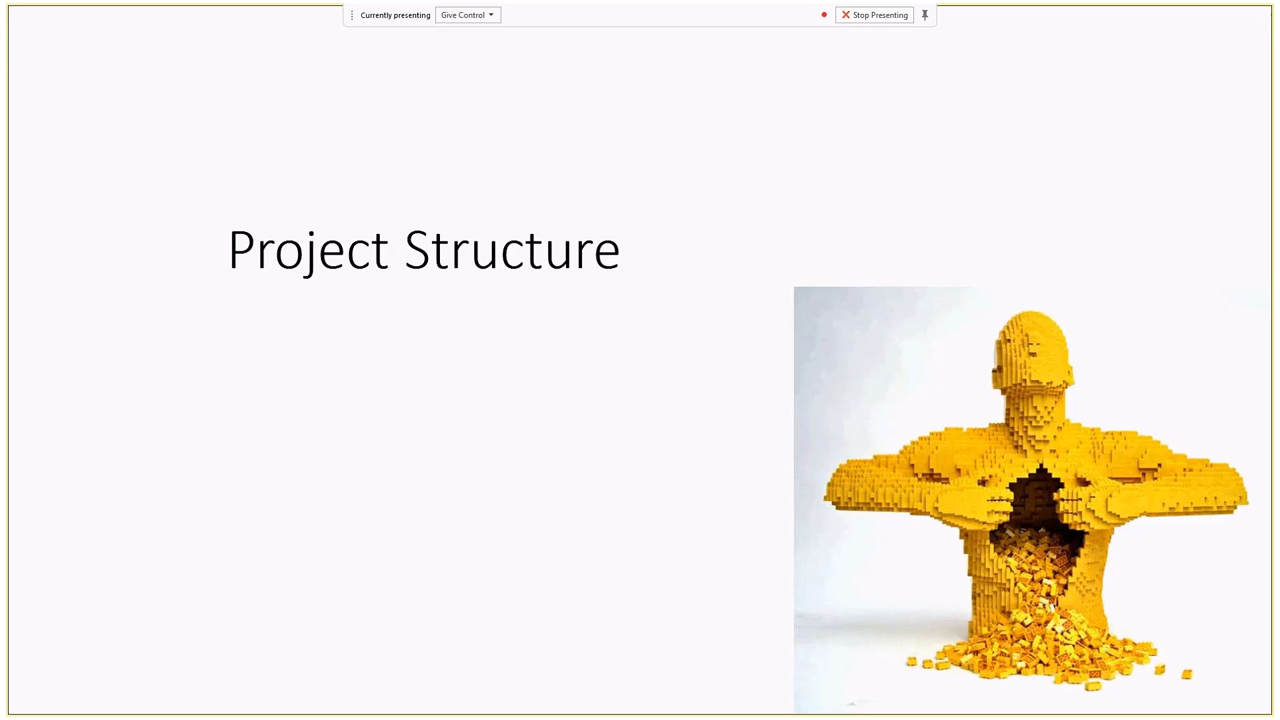 Currently presenting
Give Control
Stop Presenting
Project Structure